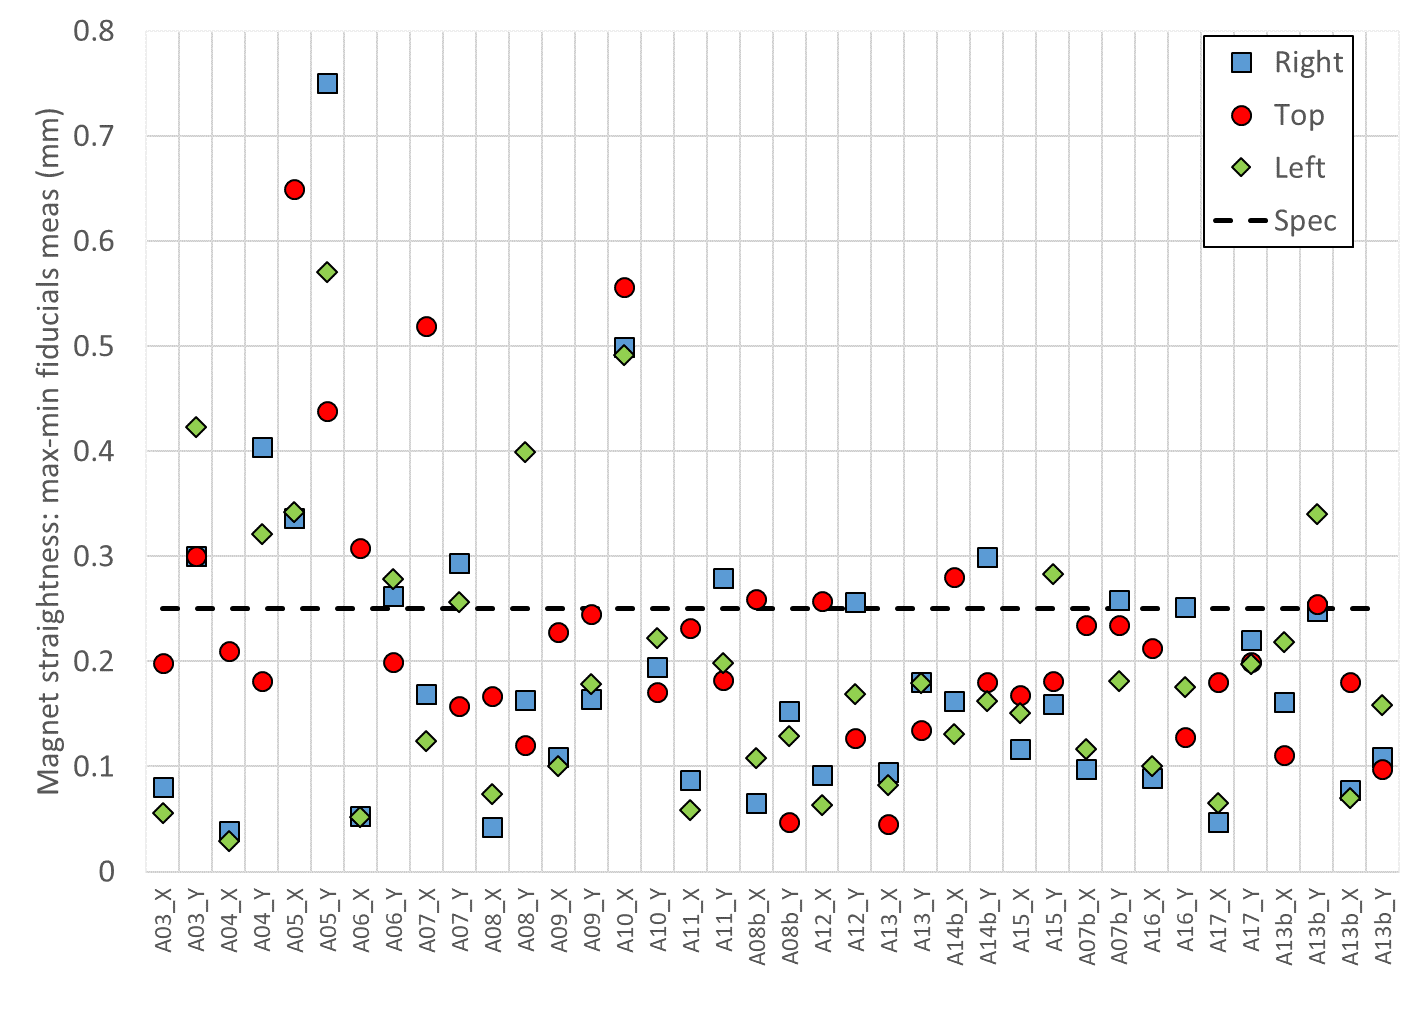 0.8
0.7
0.6
0.5
0.4
0.3
0.2
0.1
0
Magnet straightness: max-min fiducials meas (mm)
Right
Top
Left
Spec
A03_X
A03_Y
A04_X
A04_Y
A05_X
A05_Y
A06_X
A06_Y
A07_X
A07_Y
A08_X
A08_Y
A09_X
A09_Y
A10_X
A10_Y
A11_X
A11_Y
A08b_X
A08b_Y
A12_X
A12_Y
A13_X
A13_Y
A14b_X
A14b_Y
A15_X
A15_Y
A07b_X
A07b_Y
A16_X
A16_Y
A17_X
A17_Y
A13b_X
A13b_Y
A13b_X
A13b_Y